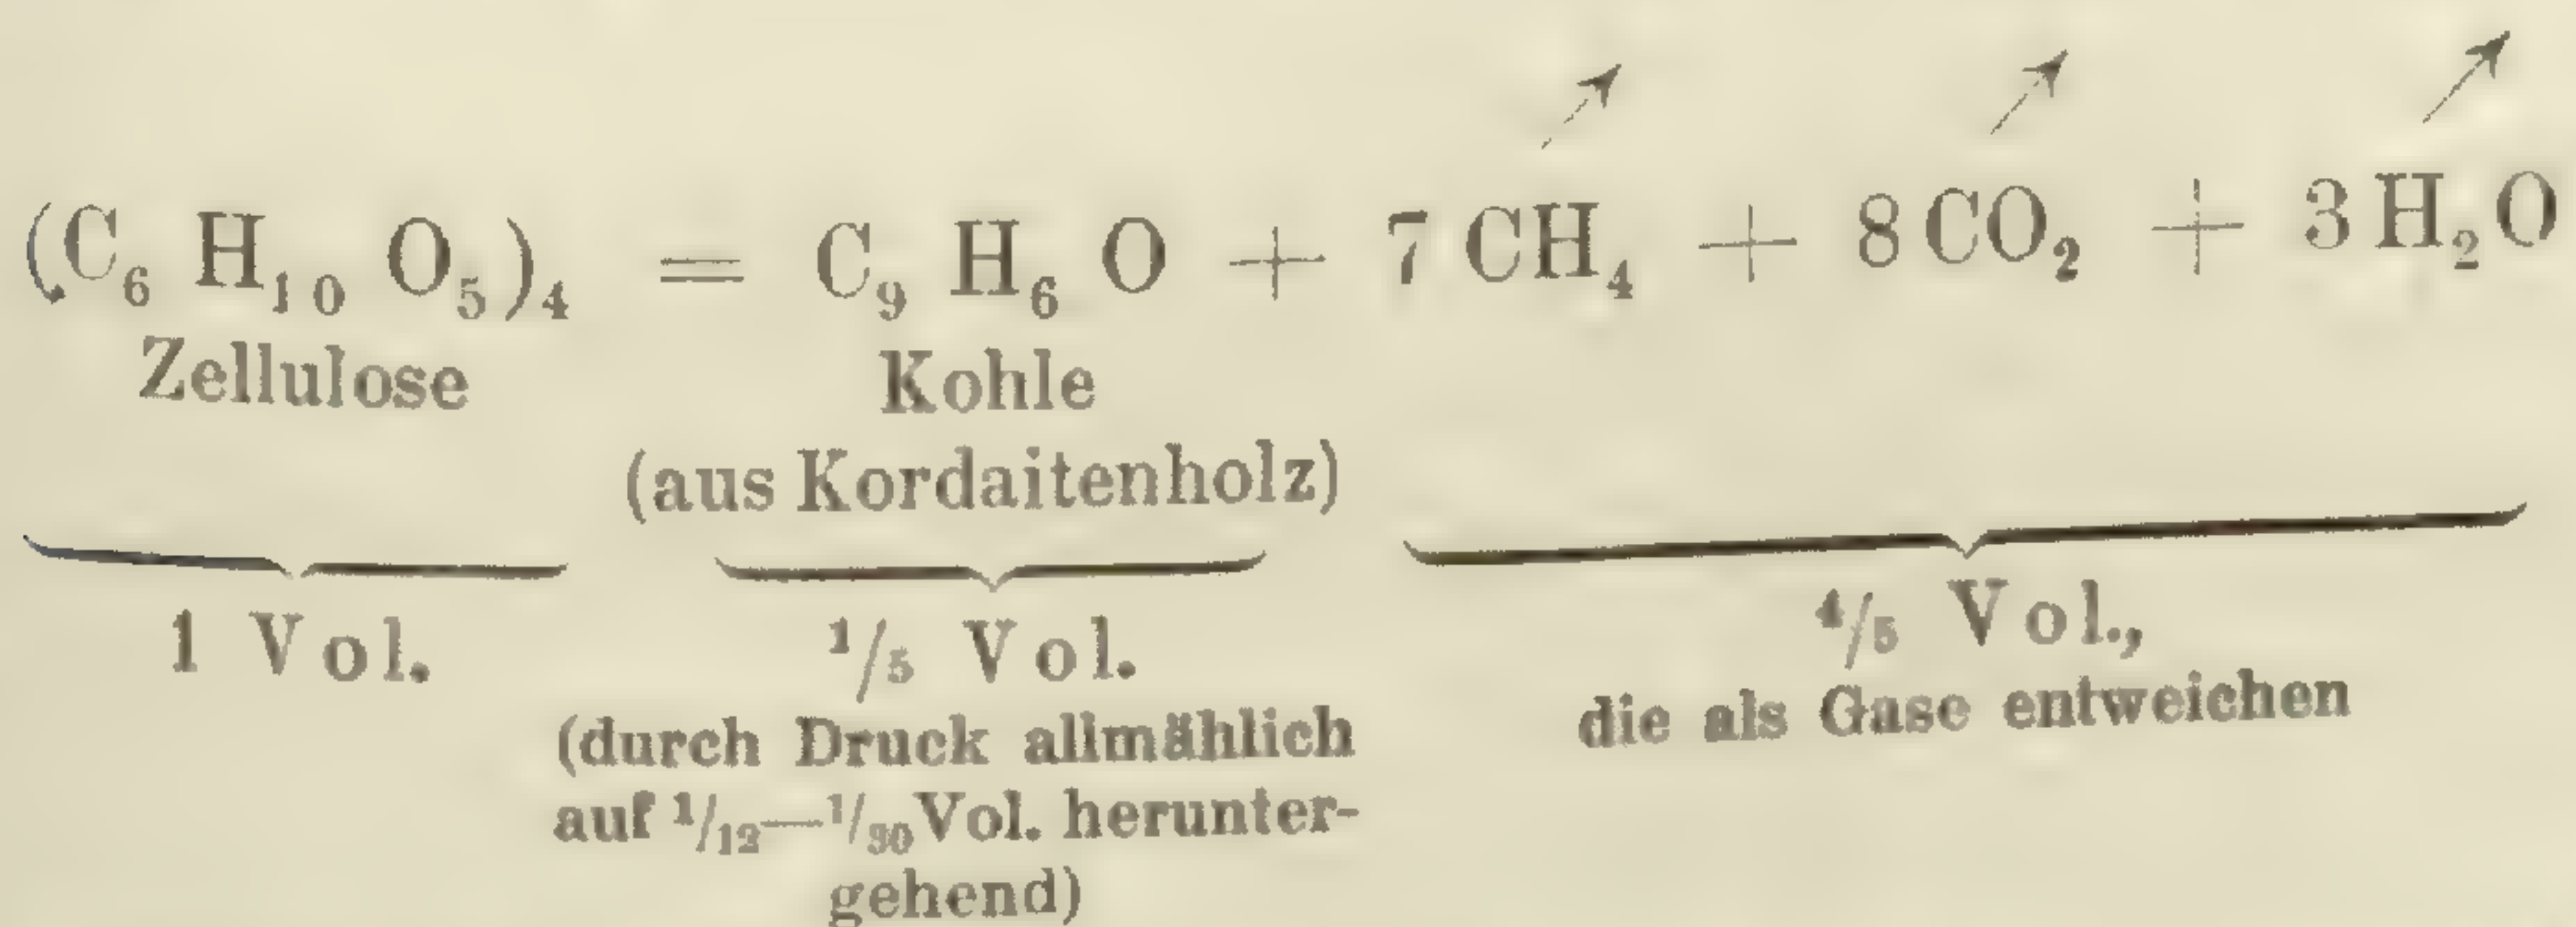 (C₆ H₁₀ O₅)₄ = C₉ H₆ O + 7 CH₄ + 8 CO₂ + 3 H₂O
Zellulose
Kohle
(aus Kordaitenholz)
1 Vol.
1/5 Vol.
(durch Druck allmählich
auf 1/12—1/30 Vol. herunter-
gehend)
4/5 Vol.,
die als Gase entweichen